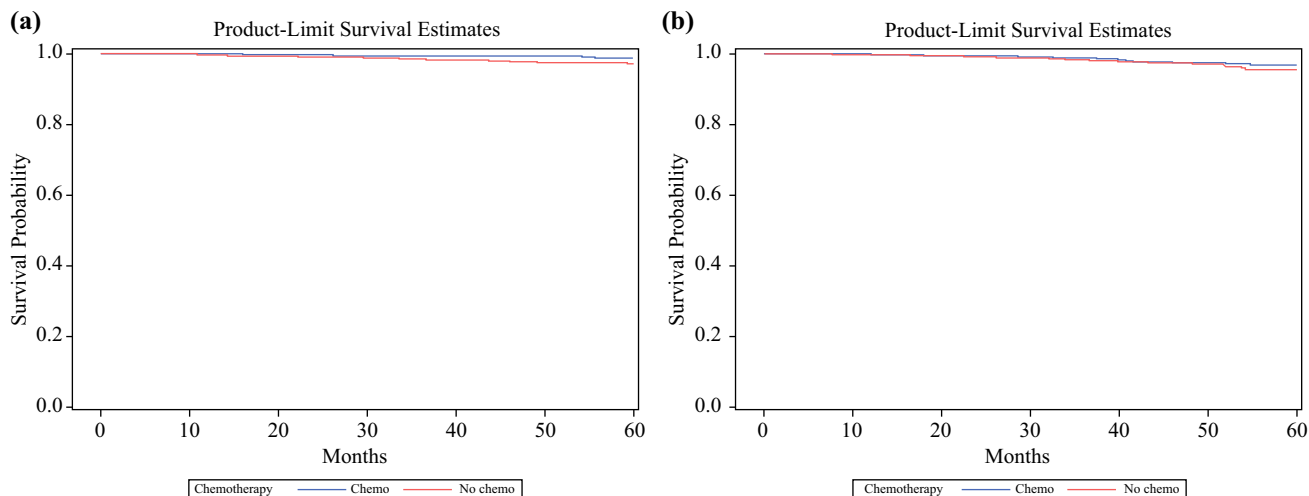 (a)
Product-Limit Survival Estimates
1.0
0.8
0.6
0.4
0.2
0.0
Survival Probability
0 10 20 30 40 50 60
Months
Chemotherapy Chemo No chemo
(b)
Product-Limit Survival Estimates
1.0
0.8
0.6
0.4
0.2
0.0
Survival Probability
0 10 20 30 40 50 60
Months
Chemotherapy Chemo No chemo